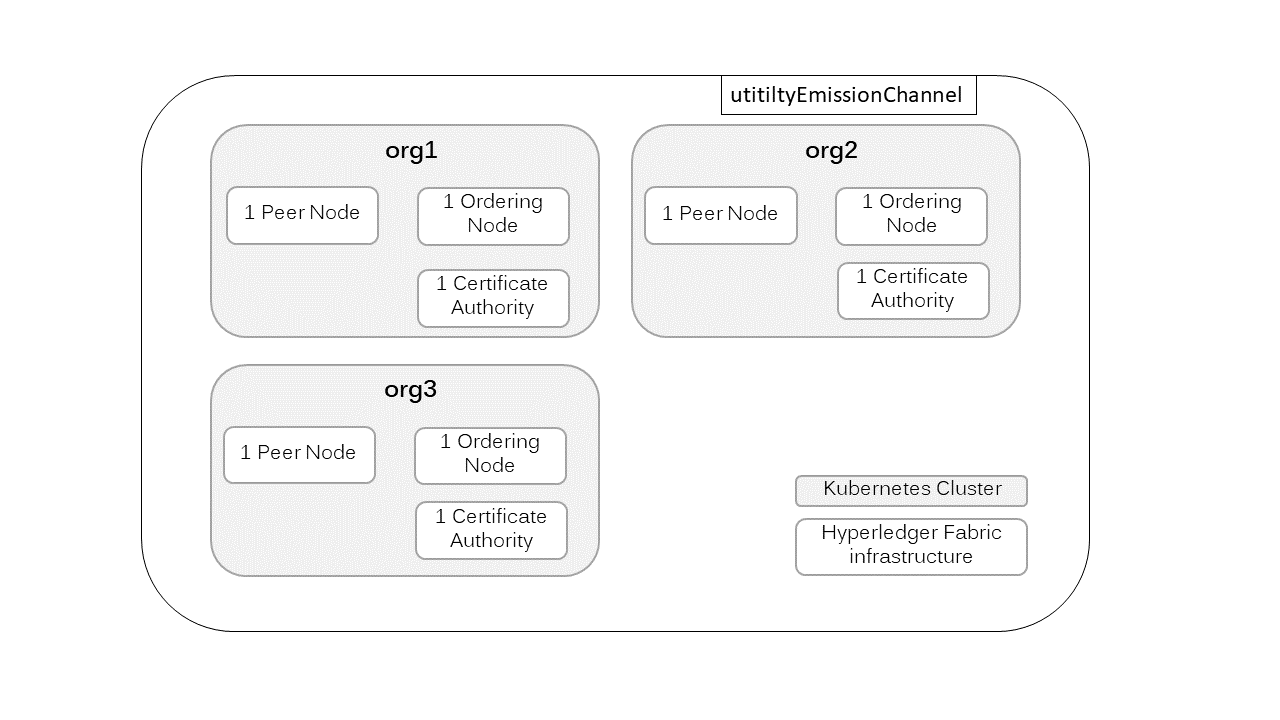 utitiltyEmissionChannel
org1
1 Peer Node
1 Ordering
Node
1 Certificate
Authority
org2
1 Peer Node
1 Ordering
Node
1 Certificate
Authority
org3
1 Peer Node
1 Ordering
Node
1 Certificate
Authority
Kubernetes Cluster
Hyperledger Fabric
infrastructure